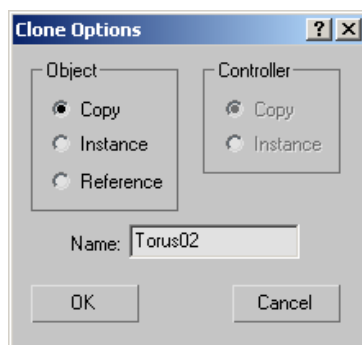 Clone Options
Object
Controller
Copy
Copy
Instance
Instance
Reference
Name: Torus02
OK
Cancel